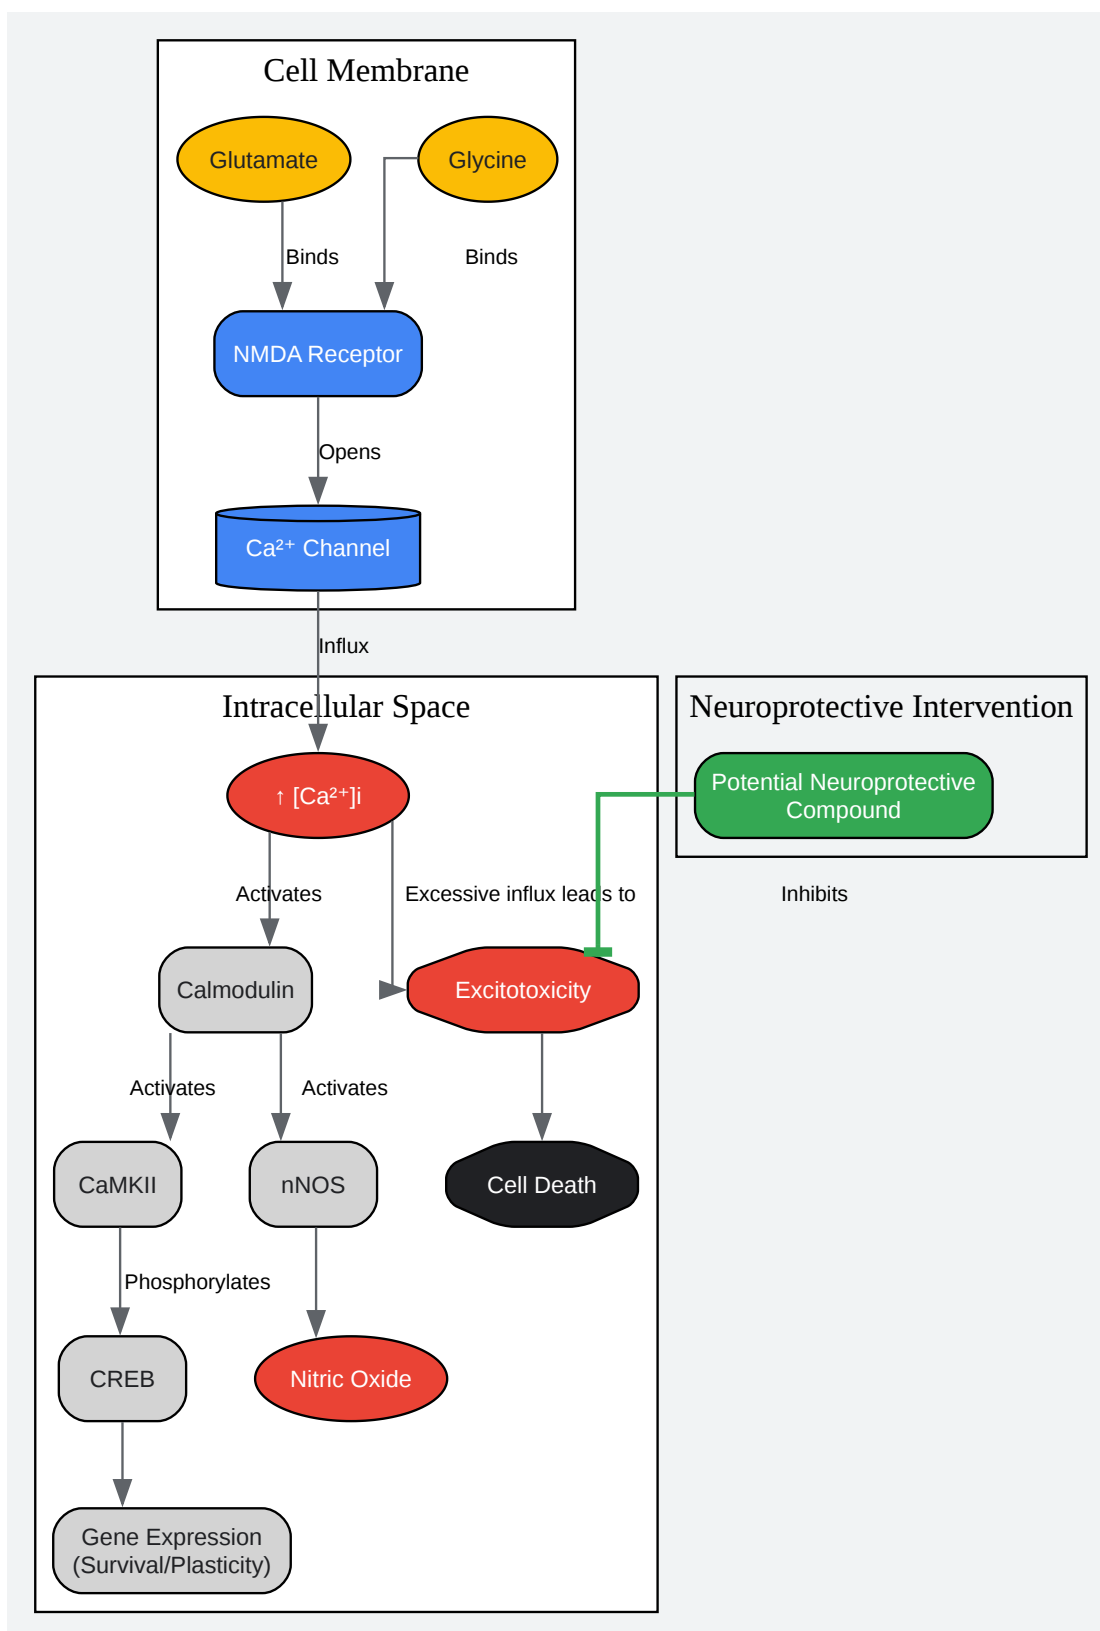 Cell Membrane
Glutamate
Glycine
Binds
Binds
NMDA Receptor
Opens
Ca²⁺ Channel
Influx
Intracellular Space
Neuroprotective Intervention
↑ [Ca²⁺]i
Potential Neuroprotective
Compound
Activates
Excessive influx leads to
Inhibits
Calmodulin
Excitotoxicity
Activates
Activates
CaMKII
nNOS
Cell Death
Phosphorylates
CREB
Nitric Oxide
Gene Expression
(Survival/Plasticity)